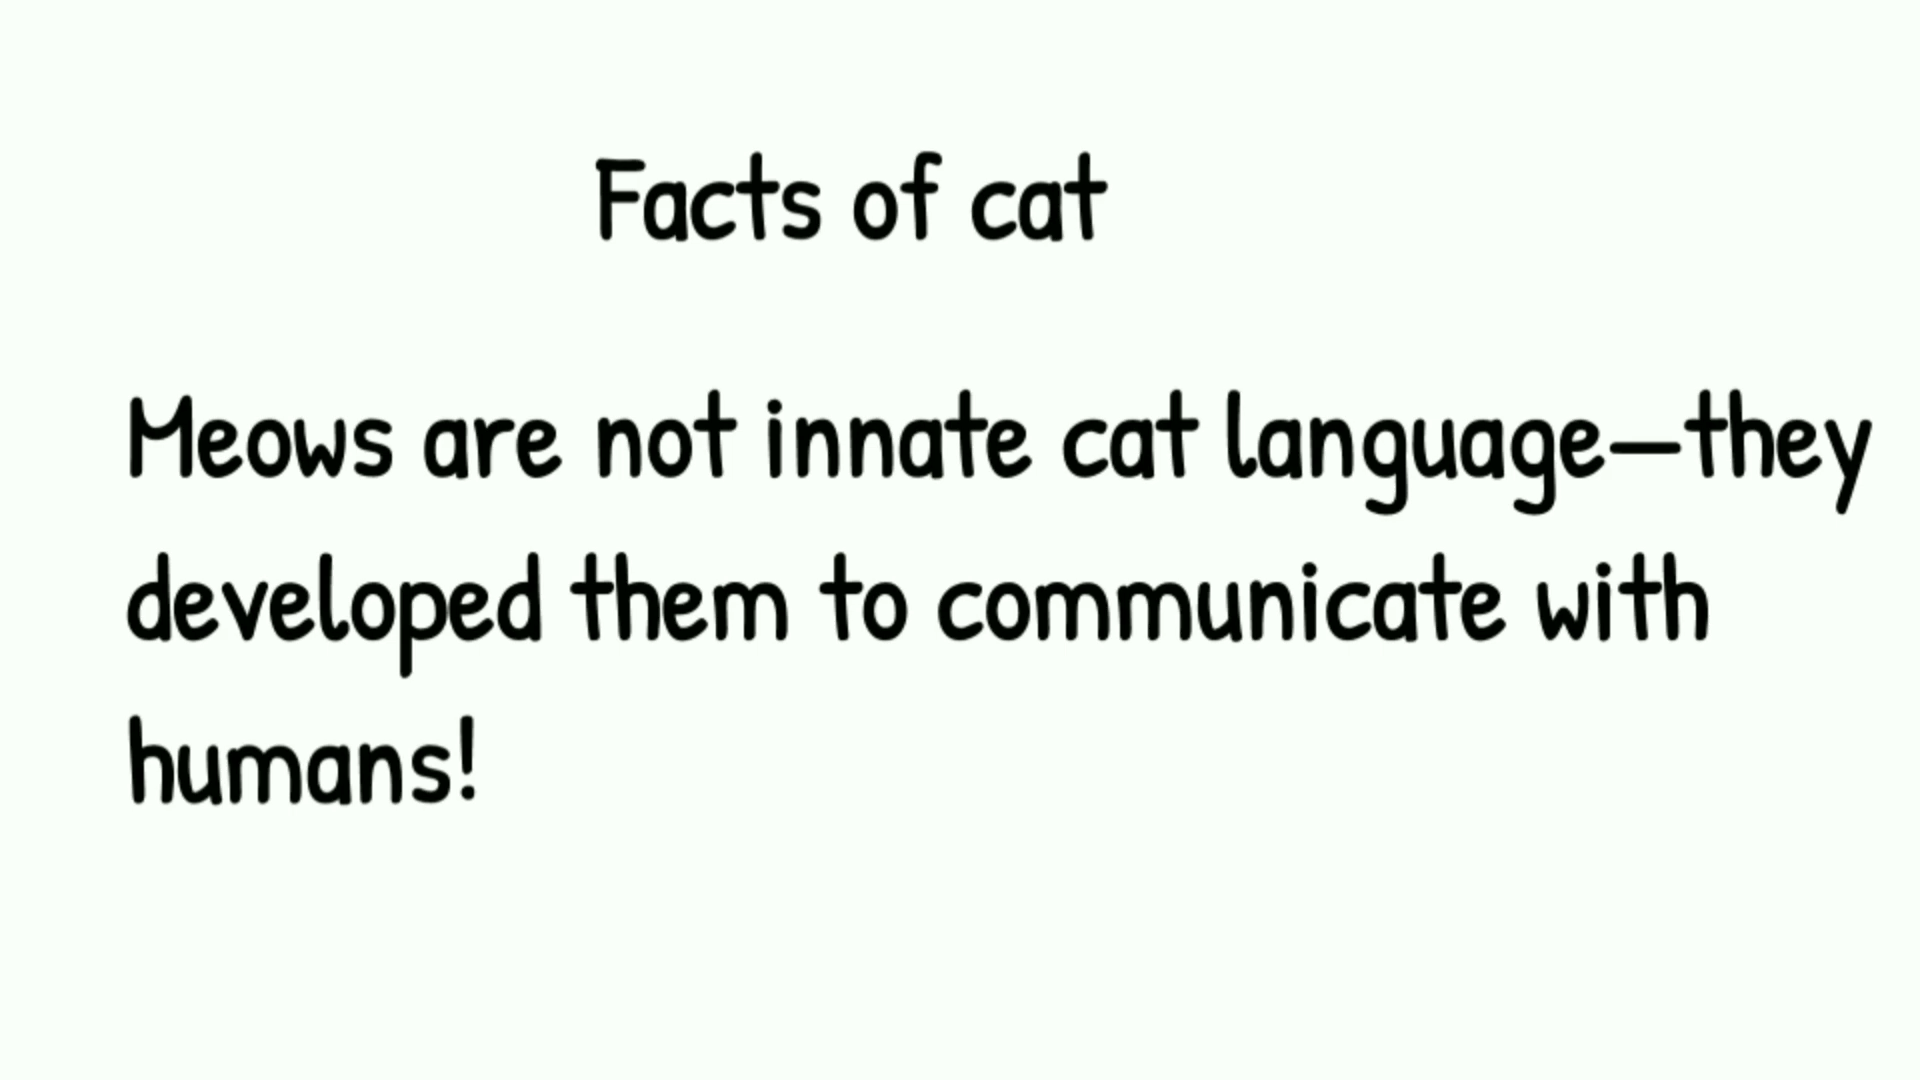 Facts of cat
Meows are not innate cat language—they
developed them to communicate with
humans!